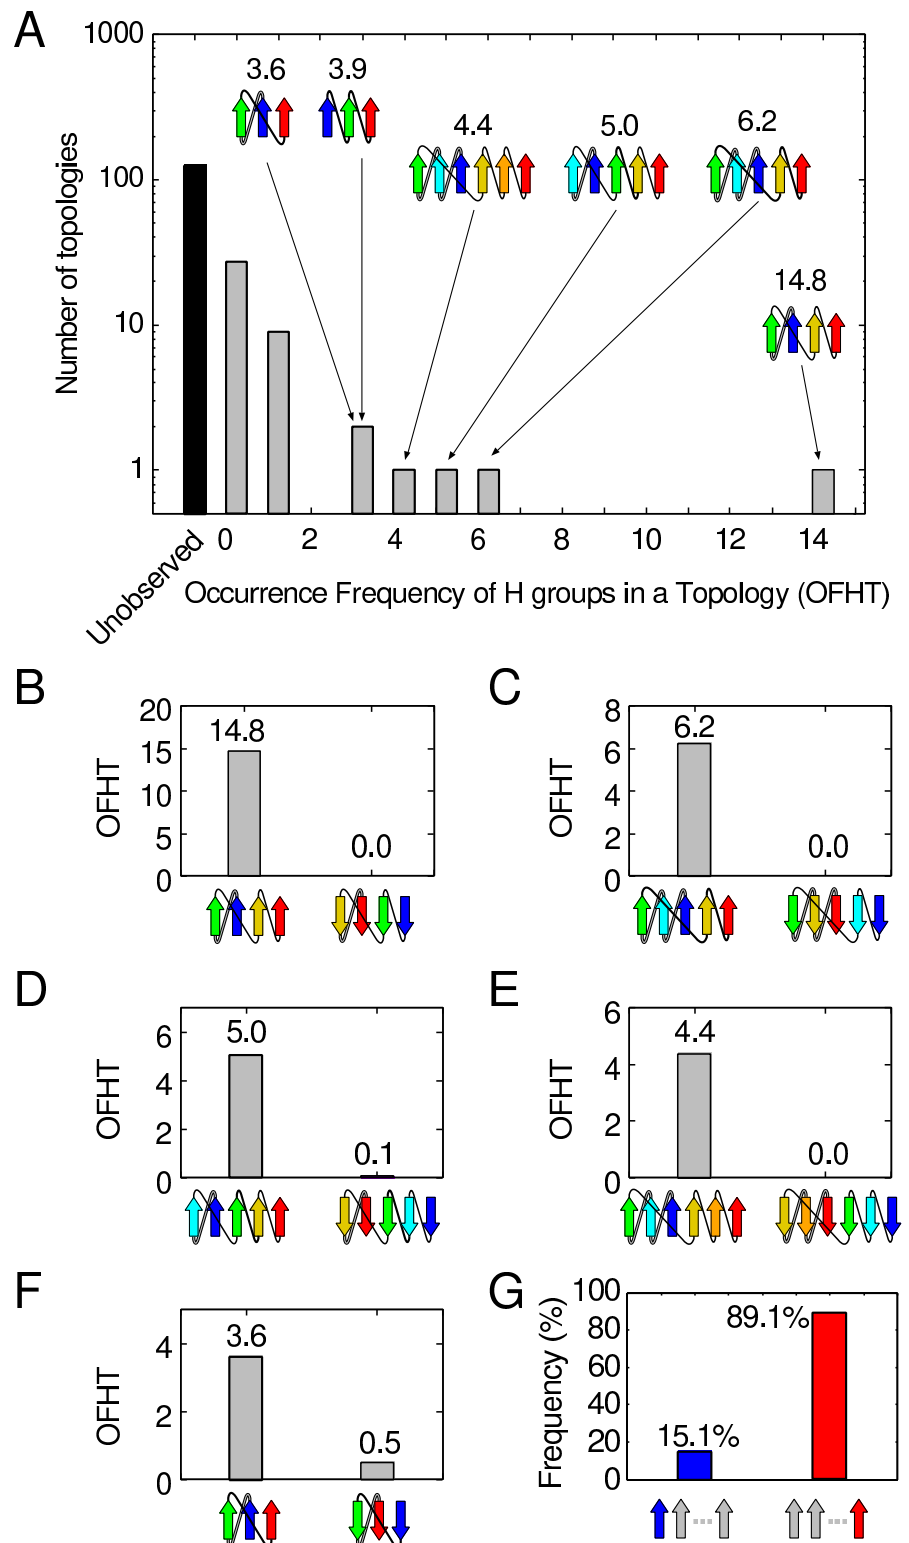 A
1000
100
10
1
Number of topologies
3.6
3.9
4.4
5.0
6.2
14.8
Unobserved
0 2 4 6 8 10 12 14
Occurrence Frequency of H groups in a Topology (OFHT)
B
20
15
10
5
0
OFHT
14.8
0.0
C
8
6
4
2
0
OFHT
6.2
0.0
D
6
4
2
0
OFHT
5.0
0.1
E
6
4
2
0
OFHT
4.4
0.0
F
4
2
0
OFHT
3.6
0.5
G
100
80
60
40
20
0
Frequency (%)
15.1%
89.1%